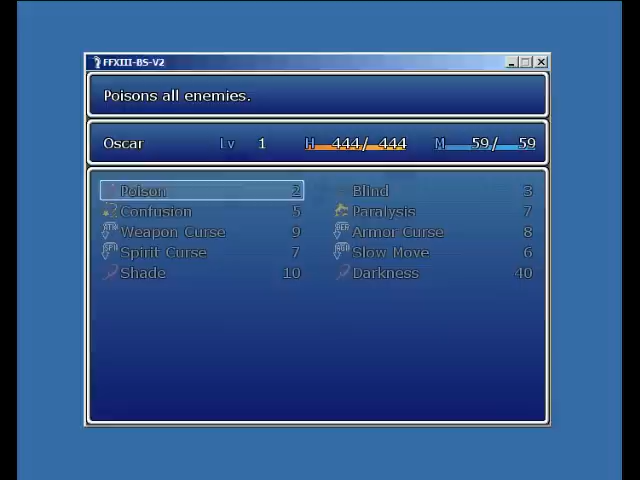 FFXIII-DS-V2
Poisons all enemies.
Oscar Lv 1 H 444/ 444 M 59/ 59
Poison 2 Blind 3
Confusion 5 Paralysis 7
Weapon Curse 9 Armor Curse 8
Spirit Curse 7 Slow Move 6
Shade 10 Darkness 40